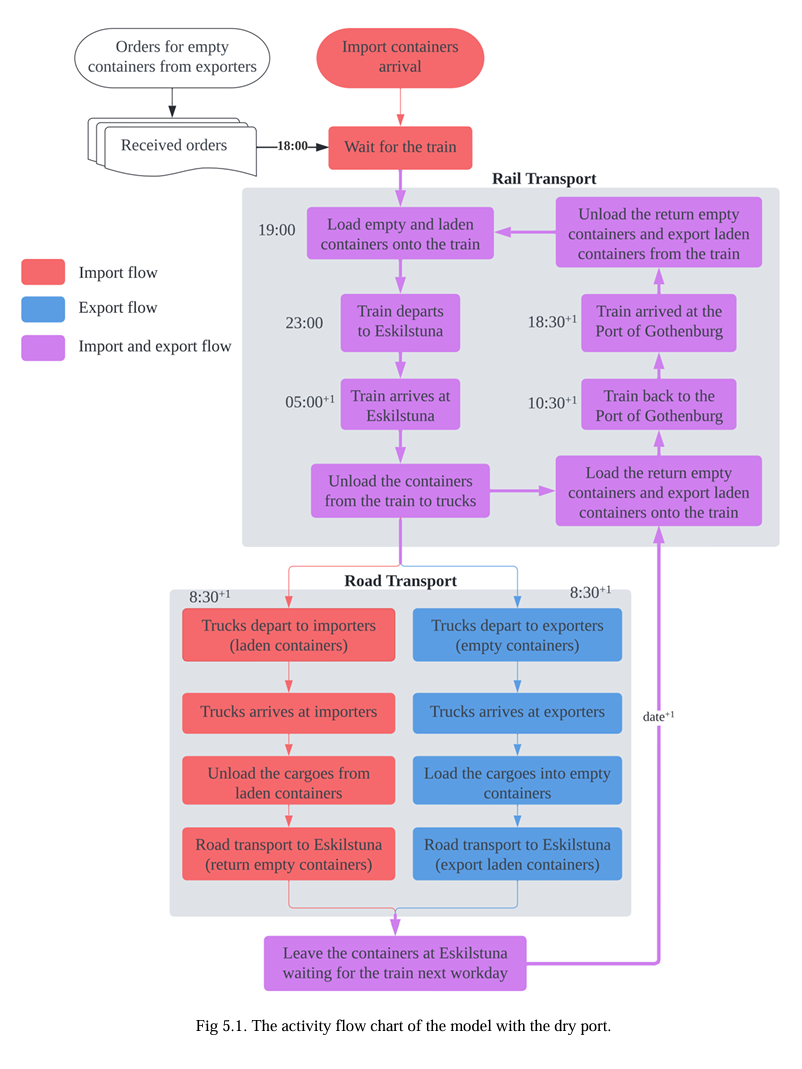 Orders for empty
containers from exporters
Import containers
arrival
Received orders
18:00
Wait for the train
Rail Transport
19:00
Load empty and laden
containers onto the train
Unload the return empty
containers and export laden
containers from the train
Import flow
Export flow
Import and export flow
23:00
Train departs
to Eskilstuna
18:30+1
Train arrived at the
Port of Gothenburg
05:00+1
Train arrives at
Eskilstuna
10:30+1
Train back to the
Port of Gothenburg
Unload the containers
from the train to trucks
Load the return empty
containers and export laden
containers onto the train
Road Transport
8:30+1
8:30+1
Trucks depart to importers
(laden containers)
Trucks depart to exporters
(empty containers)
Trucks arrives at importers
Trucks arrives at exporters
date+1
Unload the cargoes from
laden containers
Load the cargoes into empty
containers
Road transport to Eskilstuna
(return empty containers)
Road transport to Eskilstuna
(export laden containers)
Leave the containers at Eskilstuna
waiting for the train next workday
Fig 5.1. The activity flow chart of the model with the dry port.